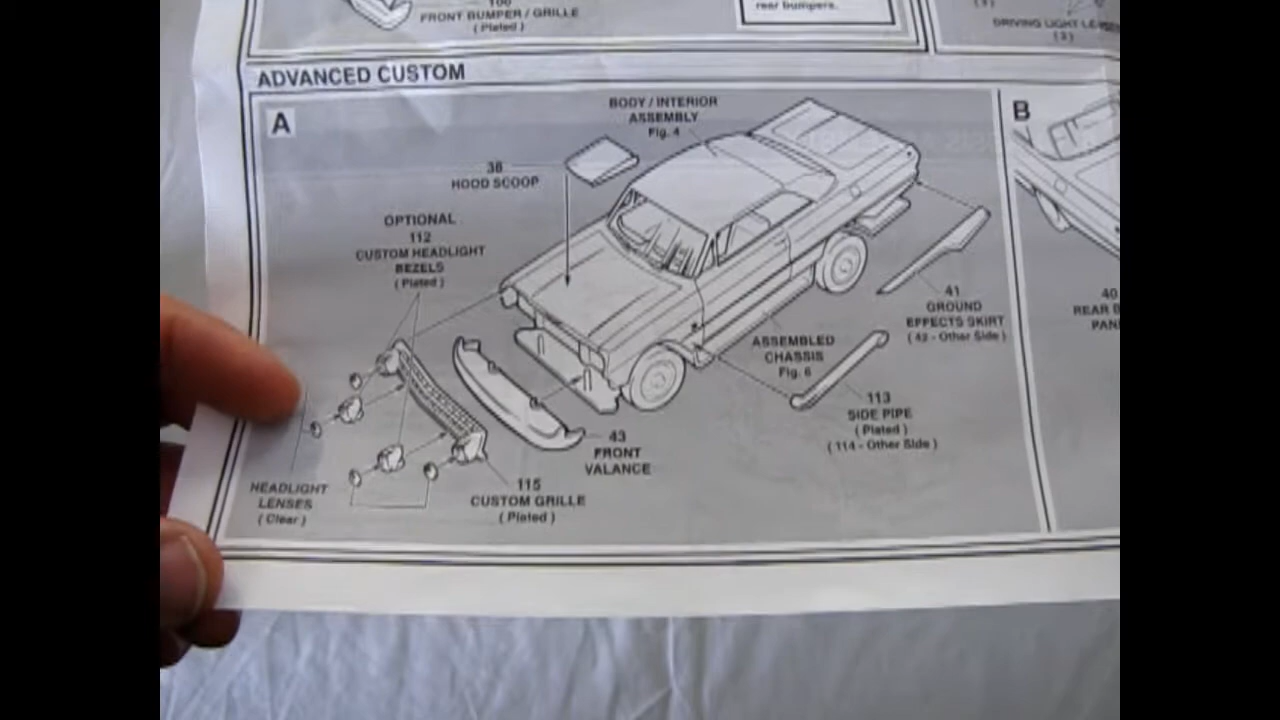 100
FRONT BUMPER / GRILLE
( Plated )
rear bumpers.
DRIVING LIGHT
ADVANCED CUSTOM
A
BODY / INTERIOR
ASSEMBLY
Fig. 4
38
HOOD SCOOP
OPTIONAL
112
CUSTOM HEADLIGHT
BEZELS
( Plated )
41
GROUND
EFFECTS SKIRT
( 42 - Other Side )
ASSEMBLED
CHASSIS
Fig. 6
113
SIDE PIPE
( Plated )
( 114 - Other Side )
43
FRONT
VALANCE
115
CUSTOM GRILLE
( Plated )
HEADLIGHT
LENSES
( Clear )
B
40
REAR
PAN